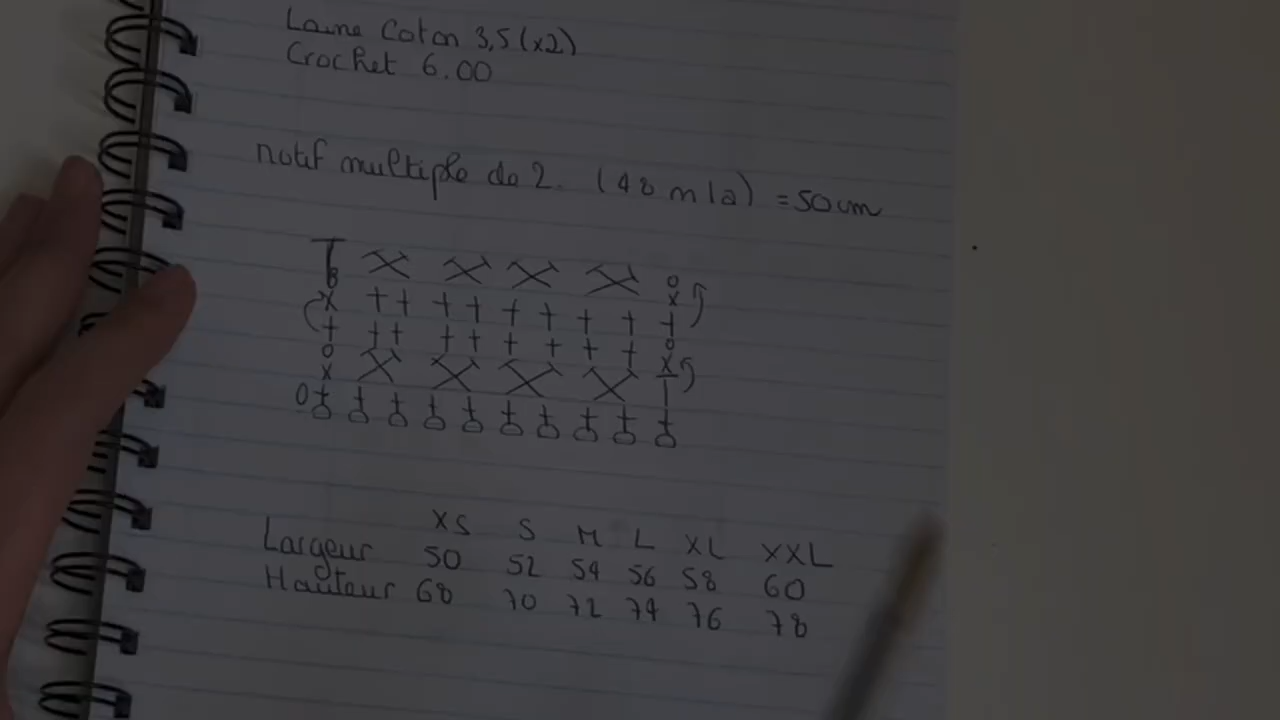 Laine Coton 3,5 (x2)
Crochet 6.00
motif multiple de 2. (48 mla) = 50 cm
XS S M L XL XXL
Largeur 50 52 54 56 58 60
Hauteur 68 70 72 74 76 78